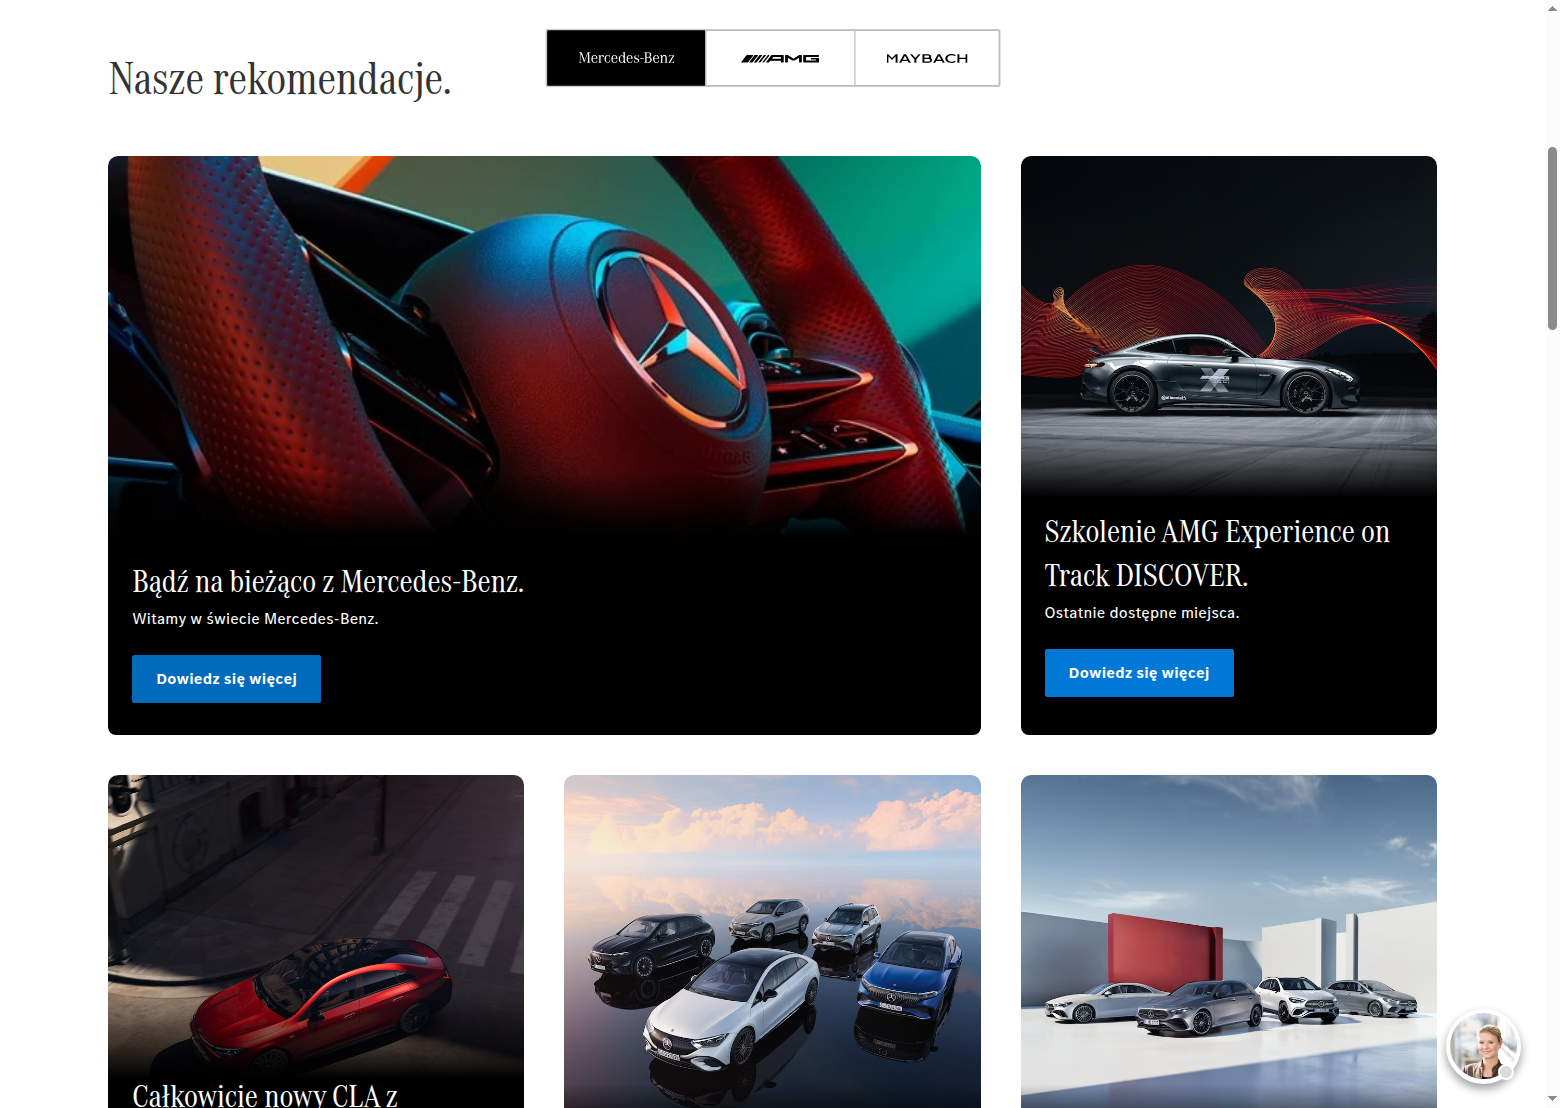 Nasze rekomendacje.
Mercedes-Benz
AMG
MAYBACH
Bądź na bieżąco z Mercedes-Benz.
Witamy w świecie Mercedes-Benz.
Dowiedz się więcej
Szkolenie AMG Experience on
Track DISCOVER.
Ostatnie dostępne miejsca.
Dowiedz się więcej
Całkowicie nowy CLA z